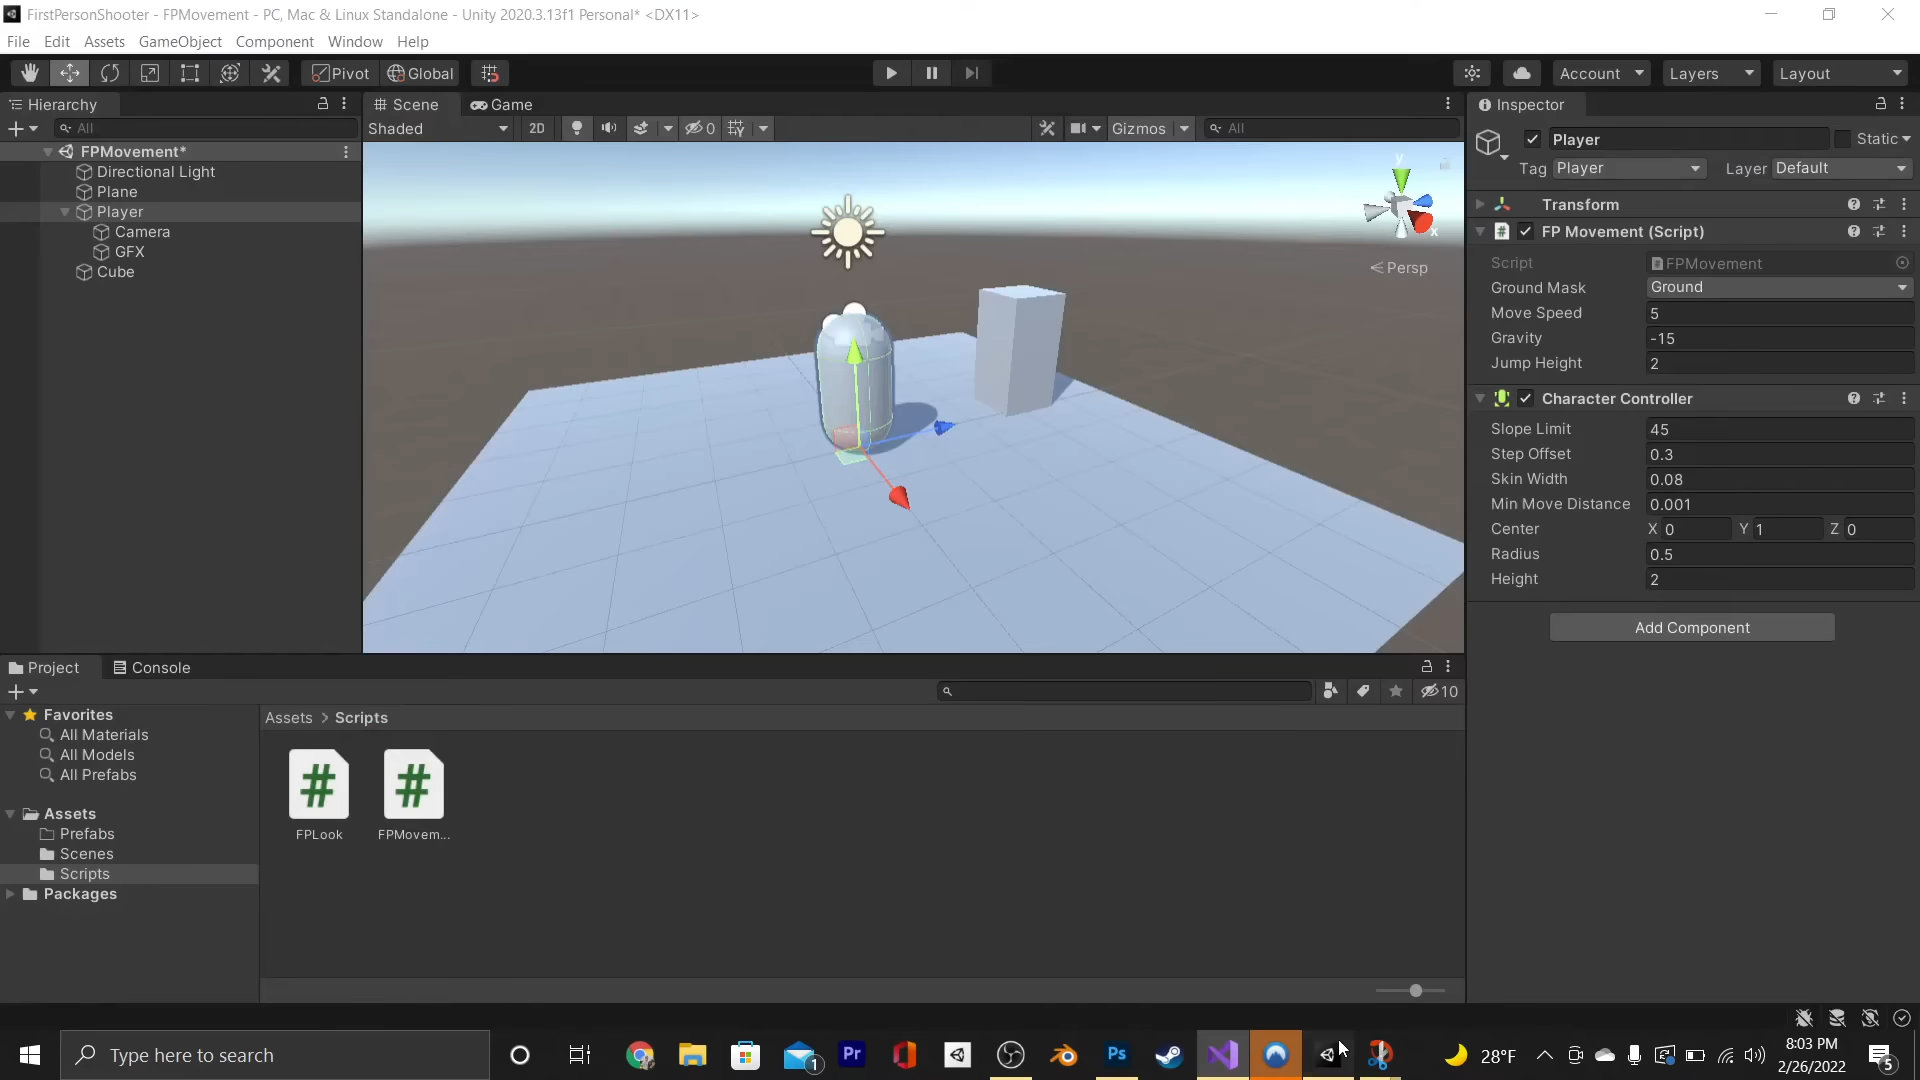 FirstPersonShooter - FPMovement - PC, Mac & Linux Standalone - Unity 2020.3.13f1 Personal* <DX11>
File Edit Assets GameObject Component Window Help
Pivot Global Account Layers Layout
Hierarchy
All
FPMovement*
Directional Light
Plane
Player
Camera
GFX
Cube
Scene Game
Shaded 2D 0 Gizmos All
y
x
Persp
Inspector
Player Static
Tag Player Layer Default
Transform
FP Movement (Script)
Script FPMovement
Ground Mask Ground
Move Speed 5
Gravity -15
Jump Height 2
Character Controller
Slope Limit 45
Step Offset 0.3
Skin Width 0.08
Min Move Distance 0.001
Center X 0 Y 1 Z 0
Radius 0.5
Height 2
Add Component
Project Console
10
Favorites
All Materials
All Models
All Prefabs
Assets
Prefabs
Scenes
Scripts
Packages
Assets > Scripts
FPLook FPMovem...
Type here to search
1
Pr
Ps
28°F
8:03 PM
2/26/2022
5